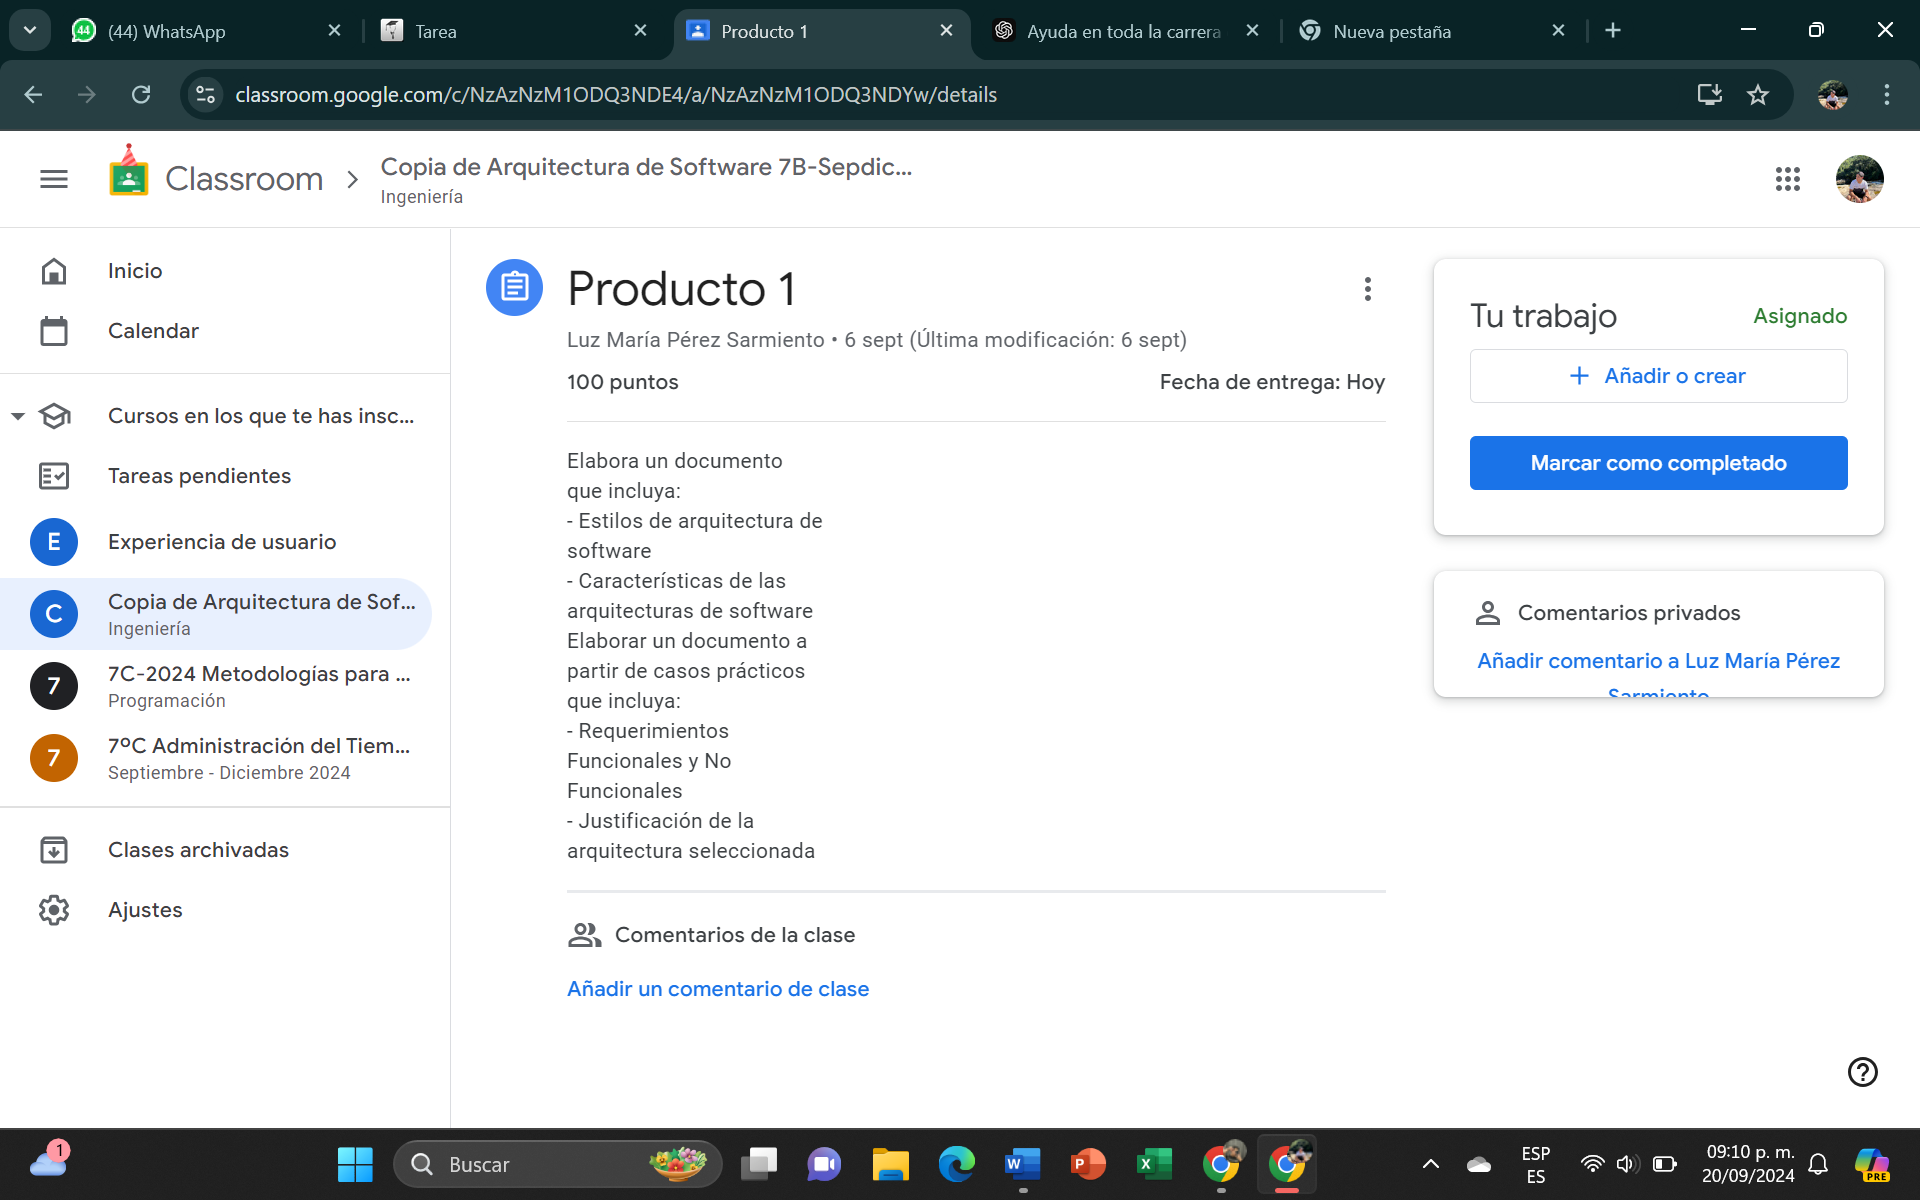 (44) WhatsApp
Tarea
Producto 1
Ayuda en toda la carrera
Nueva pestaña
classroom.google.com/c/NzAzNzM1ODQ3NDE4/a/NzAzNzM1ODQ3NDYw/details
Classroom
Copia de Arquitectura de Software 7B-Sepdic...
Ingeniería
Inicio
Calendar
Cursos en los que te has insc...
Tareas pendientes
E
Experiencia de usuario
C
Copia de Arquitectura de Sof...
Ingeniería
7
7C-2024 Metodologías para ...
Programación
7
7ºC Administración del Tiem...
Septiembre - Diciembre 2024
Clases archivadas
Ajustes
Producto 1
Luz María Pérez Sarmiento • 6 sept (Última modificación: 6 sept)
100 puntos
Fecha de entrega: Hoy
Elabora un documento
que incluya:
- Estilos de arquitectura de
software
- Características de las
arquitecturas de software
Elaborar un documento a
partir de casos prácticos
que incluya:
- Requerimientos
Funcionales y No
Funcionales
- Justificación de la
arquitectura seleccionada
Comentarios de la clase
Añadir un comentario de clase
Tu trabajo
Asignado
+ Añadir o crear
Marcar como completado
Comentarios privados
Añadir comentario a Luz María Pérez
Sarmiento
1
Buscar
ESP
ES
09:10 p. m.
20/09/2024
PRE